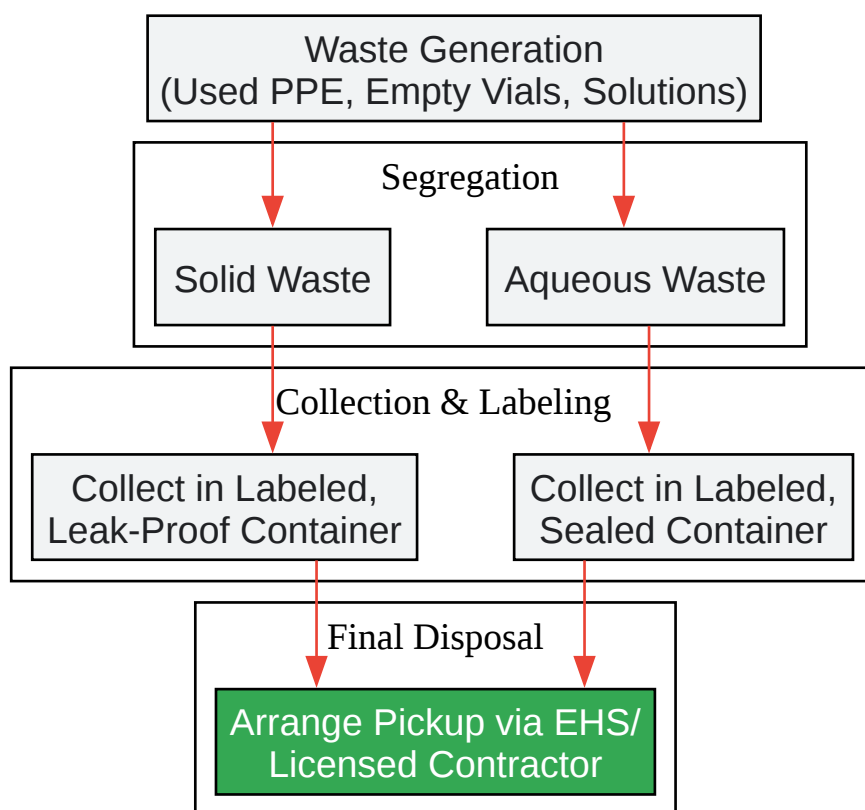 Waste Generation
(Used PPE, Empty Vials, Solutions)
Segregation
Solid Waste
Aqueous Waste
Collection & Labeling
Collect in Labeled,
Leak-Proof Container
Collect in Labeled,
Sealed Container
Final Disposal
Arrange Pickup via EHS/
Licensed Contractor